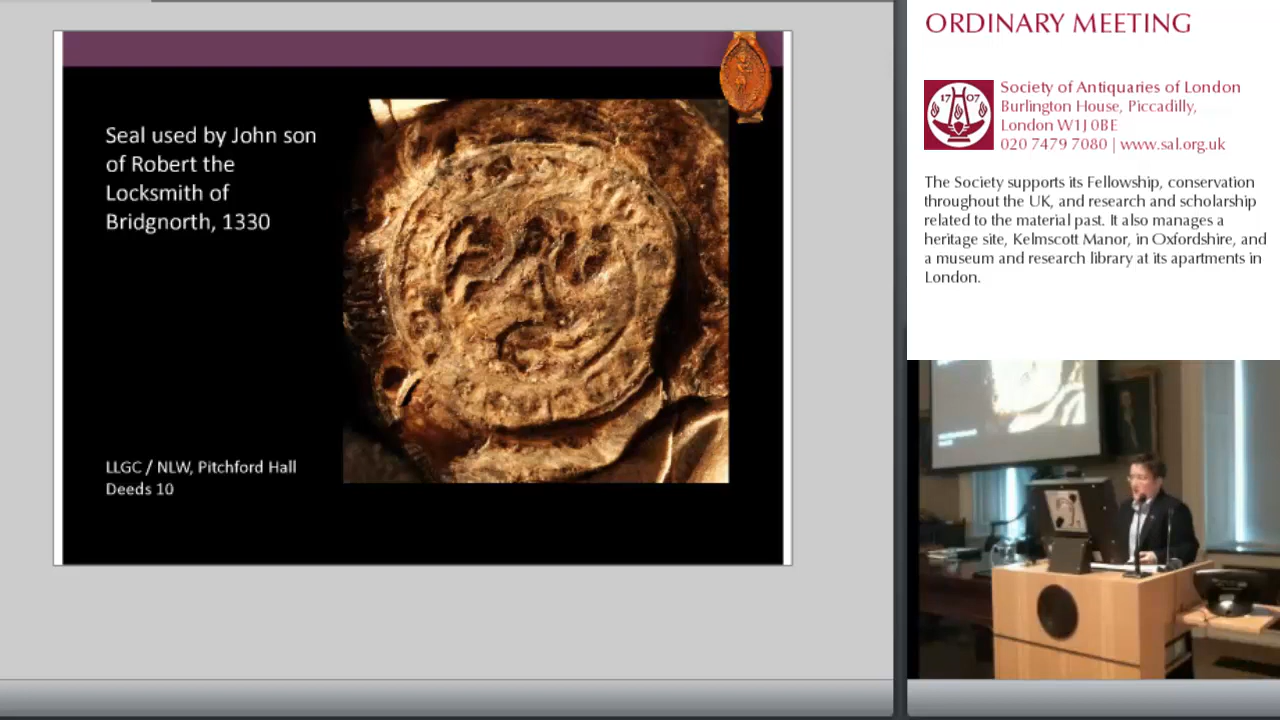 Seal used by John son
of Robert the
Locksmith of
Bridgnorth, 1330
LLGC / NLW, Pitchford Hall
Deeds 10
ORDINARY MEETING
17 07
Society of Antiquaries of London
Burlington House, Piccadilly,
London W1J 0BE
020 7479 7080 | www.sal.org.uk
The Society supports its Fellowship, conservation
throughout the UK, and research and scholarship
related to the material past. It also manages a
heritage site, Kelmscott Manor, in Oxfordshire, and
a museum and research library at its apartments in
London.